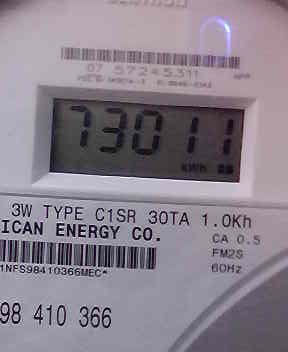 07 57245311
73011
kWh
3W TYPE C1SR 30TA 1.0Kh
ICAN ENERGY CO.
CA 0.5
FM2S
60Hz
1NFS98410366MEC*
98 410 366